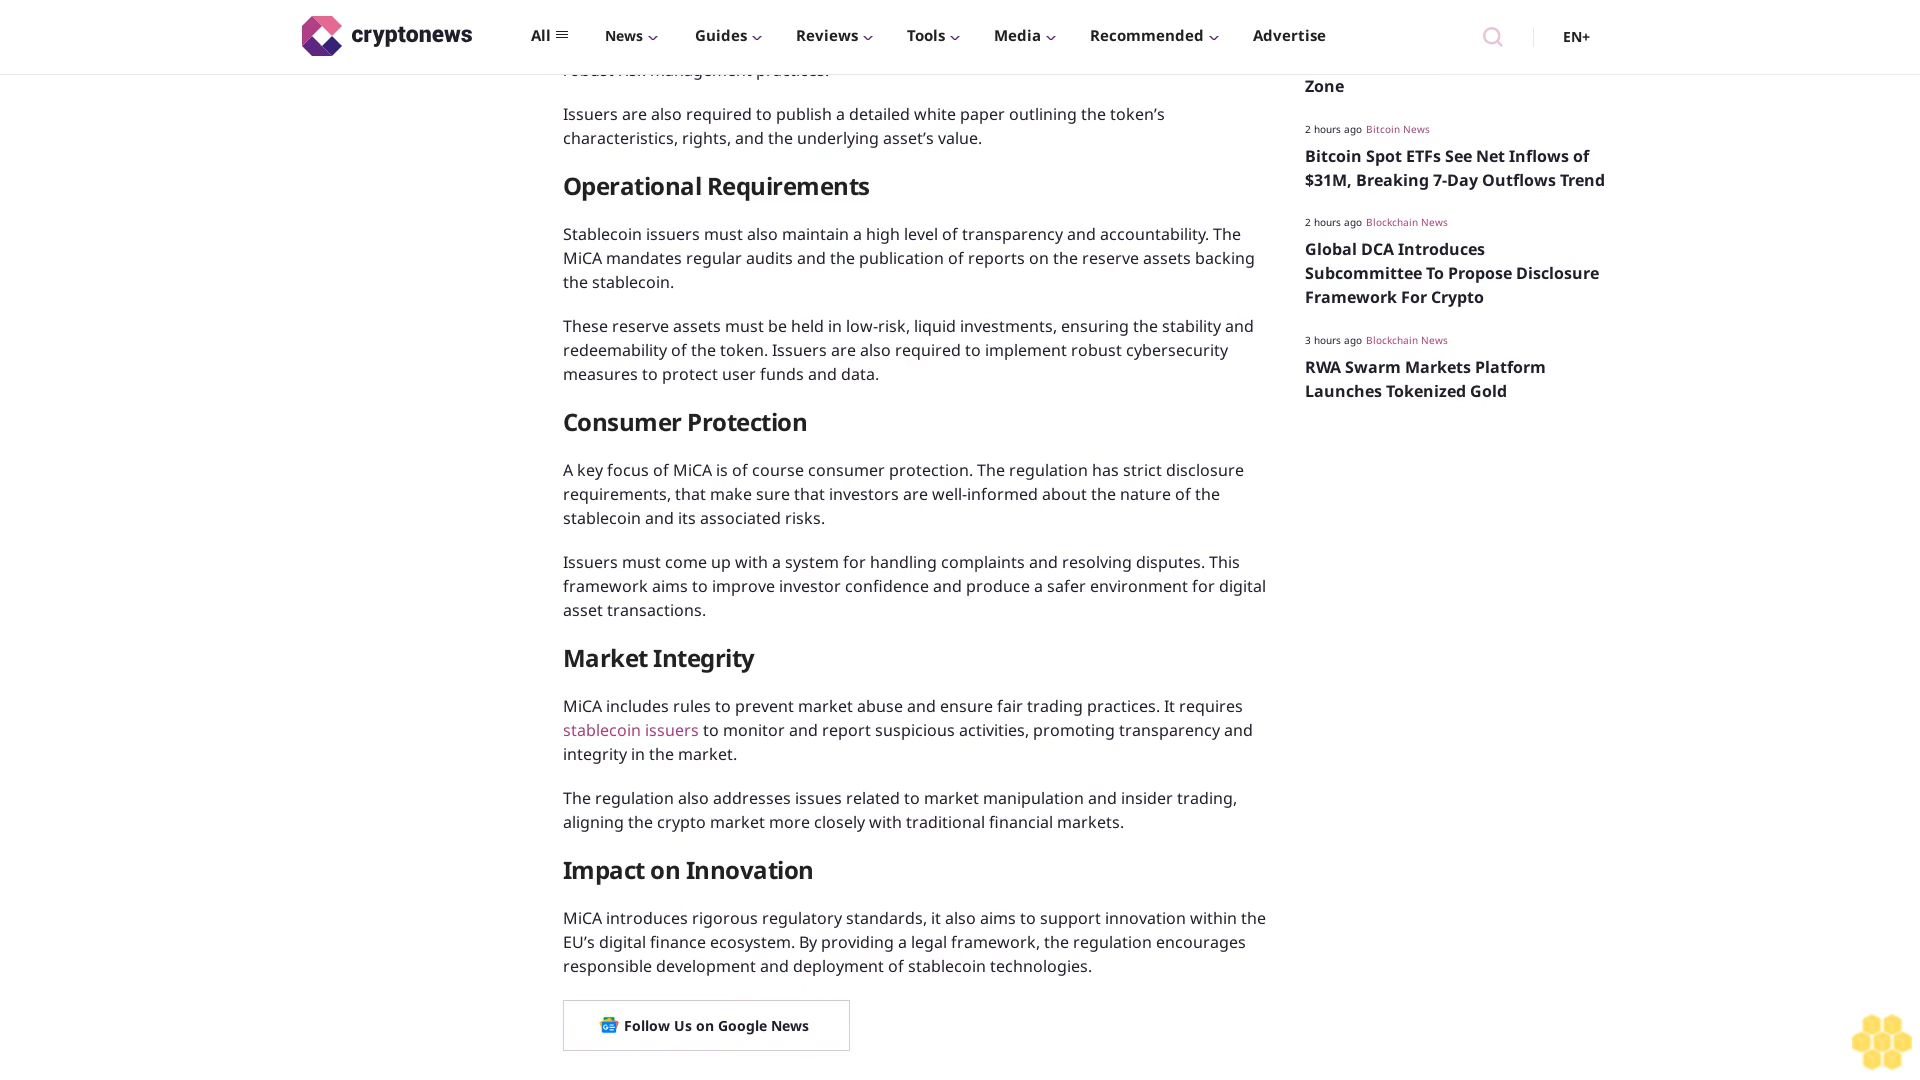 cryptonews
All
News
Guides
Reviews
Tools
Media
Recommended
Advertise
EN+
robust risk management practices.
Issuers are also required to publish a detailed white paper outlining the token’s
characteristics, rights, and the underlying asset’s value.
Operational Requirements
Stablecoin issuers must also maintain a high level of transparency and accountability. The
MiCA mandates regular audits and the publication of reports on the reserve assets backing
the stablecoin.
These reserve assets must be held in low-risk, liquid investments, ensuring the stability and
redeemability of the token. Issuers are also required to implement robust cybersecurity
measures to protect user funds and data.
Consumer Protection
A key focus of MiCA is of course consumer protection. The regulation has strict disclosure
requirements, that make sure that investors are well-informed about the nature of the
stablecoin and its associated risks.
Issuers must come up with a system for handling complaints and resolving disputes. This
framework aims to improve investor confidence and produce a safer environment for digital
asset transactions.
Market Integrity
MiCA includes rules to prevent market abuse and ensure fair trading practices. It requires
stablecoin issuers to monitor and report suspicious activities, promoting transparency and
integrity in the market.
The regulation also addresses issues related to market manipulation and insider trading,
aligning the crypto market more closely with traditional financial markets.
Impact on Innovation
MiCA introduces rigorous regulatory standards, it also aims to support innovation within the
EU’s digital finance ecosystem. By providing a legal framework, the regulation encourages
responsible development and deployment of stablecoin technologies.
Follow Us on Google News
Zone
2 hours ago Bitcoin News
Bitcoin Spot ETFs See Net Inflows of
$31M, Breaking 7-Day Outflows Trend
2 hours ago Blockchain News
Global DCA Introduces
Subcommittee To Propose Disclosure
Framework For Crypto
3 hours ago Blockchain News
RWA Swarm Markets Platform
Launches Tokenized Gold